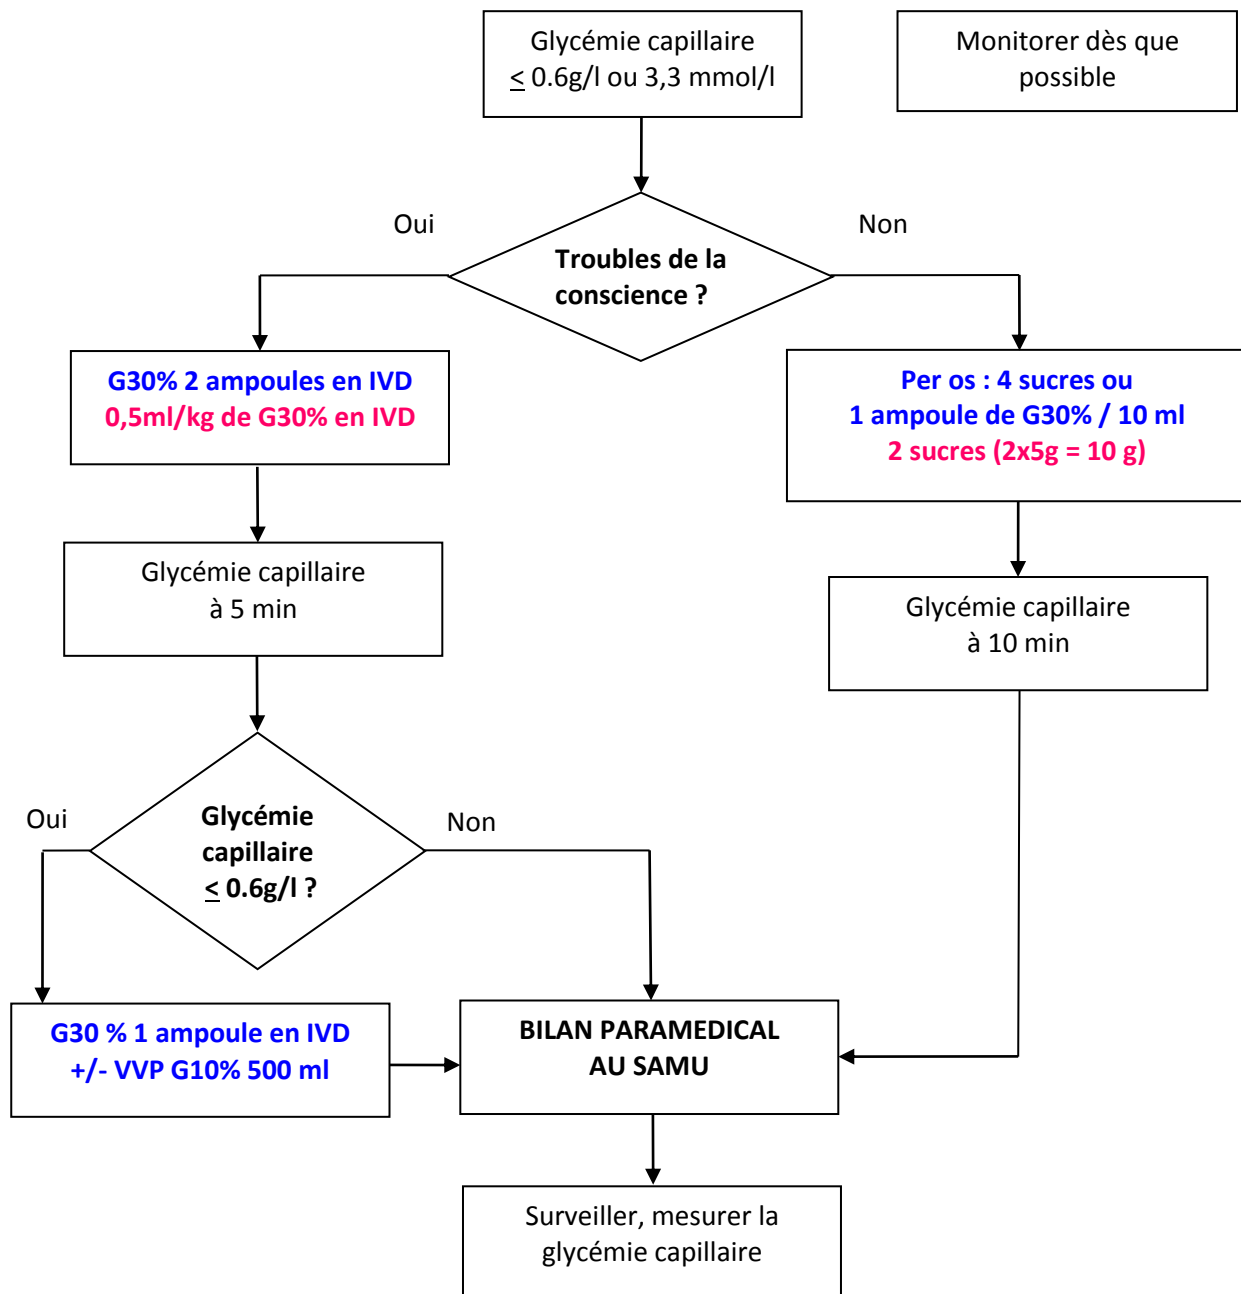 Glycémie capillaire
≤ 0.6g/l ou 3,3 mmol/l
Monitorer dès que
possible
Oui
Non
Troubles de la
conscience ?
G30% 2 ampoules en IVD
0,5ml/kg de G30% en IVD
Per os : 4 sucres ou
1 ampoule de G30% / 10 ml
2 sucres (2x5g = 10 g)
Glycémie capillaire
à 5 min
Glycémie capillaire
à 10 min
Oui
Non
Glycémie
capillaire
≤ 0.6g/l ?
G30 % 1 ampoule en IVD
+/- VVP G10% 500 ml
BILAN PARAMEDICAL
AU SAMU
Surveiller, mesurer la
glycémie capillaire